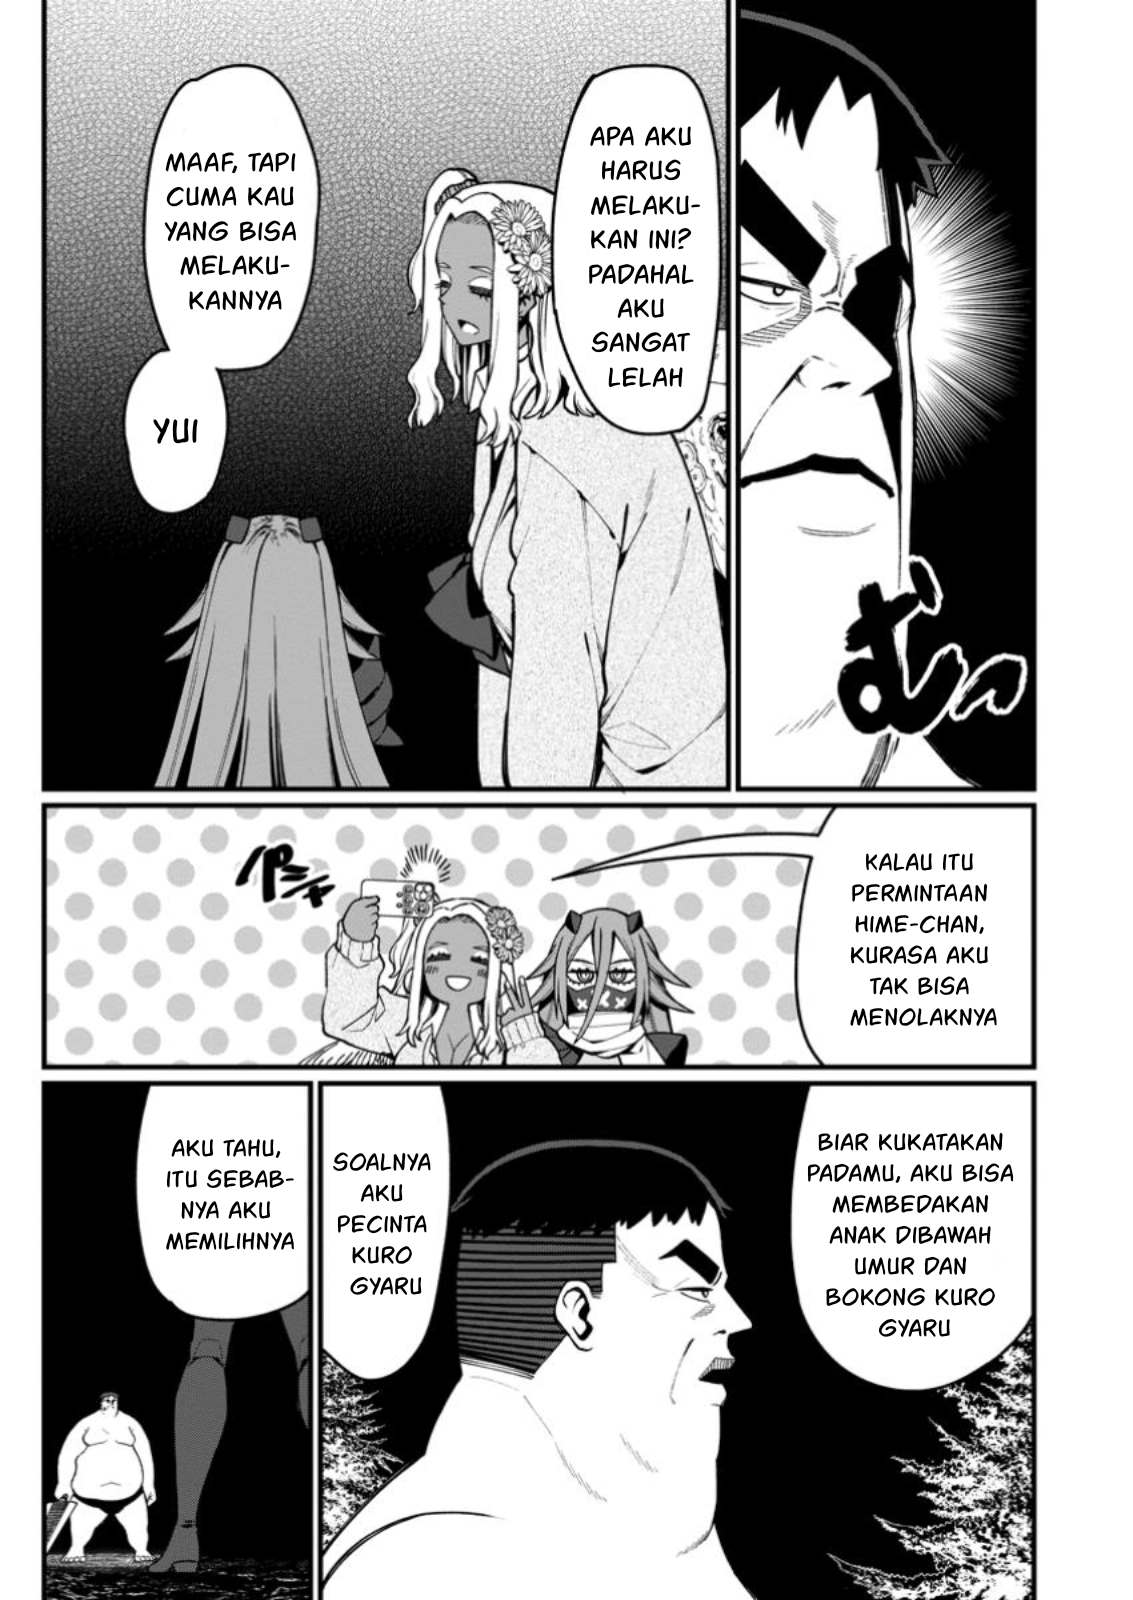 むっ
APA AKU
HARUS
MELAKU-
KAN INI?
PADAHAL
AKU
SANGAT
LELAH
MAAF, TAPI
CUMA KAU
YANG BISA
MELAKU-
KANNYA
YUI
KALAU ITU
PERMINTAAN
HIME-CHAN,
KURASA AKU
TAK BISA
MENOLAKNYA
パシャ
BIAR KUKATAKAN
PADAMU, AKU BISA
MEMBEDAKAN
ANAK DIBAWAH
UMUR DAN
BOKONG KURO
GYARU
SOALNYA
AKU
PECINTA
KURO
GYARU
AKU TAHU,
ITU SEBAB-
NYA AKU
MEMILIHNYA